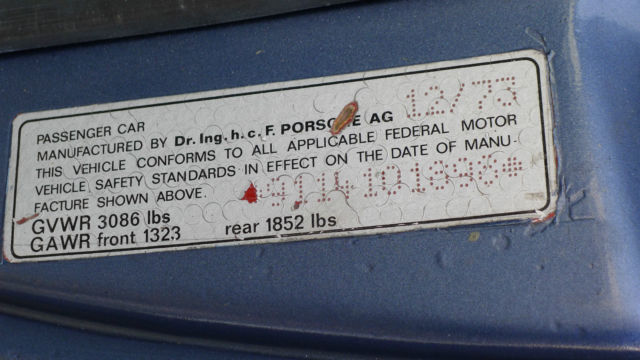 PASSENGER CAR 12/73
MANUFACTURED BY Dr. Ing. h. c. F. PORSCHE AG
THIS VEHICLE CONFORMS TO ALL APPLICABLE FEDERAL MOTOR
VEHICLE SAFETY STANDARDS IN EFFECT ON THE DATE OF MANU-
FACTURE SHOWN ABOVE.
GVWR 3086 lbs
GAWR front 1323 rear 1852 lbs